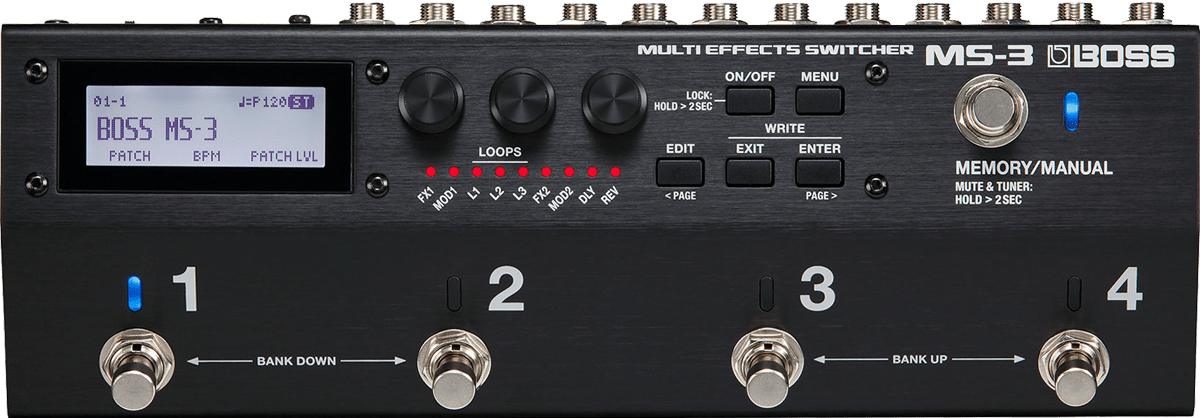 MULTI EFFECTS SWITCHER MS-3 BOSS
01-1 ♩=P120 ST
BOSS MS-3
PATCH BPM PATCH LVL
LOOPS
FX1 MOD1 L1 L2 L3 FX2 MOD2 DLY REV
ON/OFF MENU
LOCK:
HOLD > 2SEC
WRITE
EDIT EXIT ENTER
< PAGE PAGE >
MEMORY/MANUAL
MUTE & TUNER:
HOLD > 2SEC
1 2 3 4
BANK DOWN BANK UP